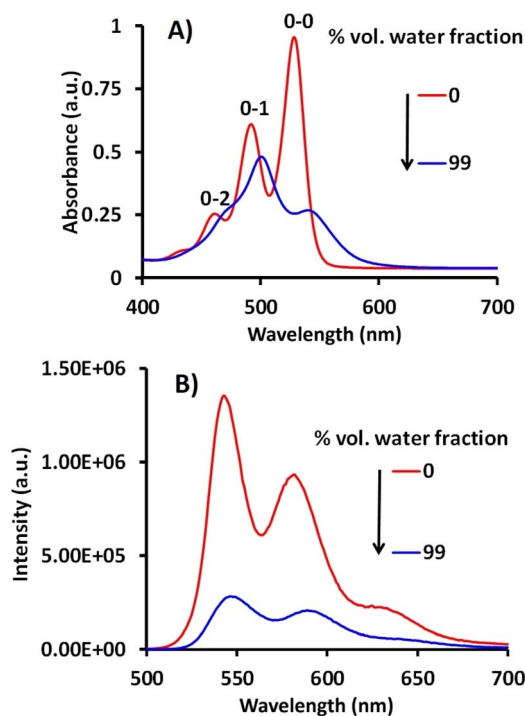 A)
0-0
% vol. water fraction
0-1
0
99
0-2
Absorbance (a.u.)
1
0.75
0.5
0.25
0
400 500 600 700
Wavelength (nm)
B)
% vol. water fraction
0
99
Intensity (a.u.)
1.50E+06
1.00E+06
5.00E+05
0.00E+00
500 550 600 650 700
Wavelength (nm)